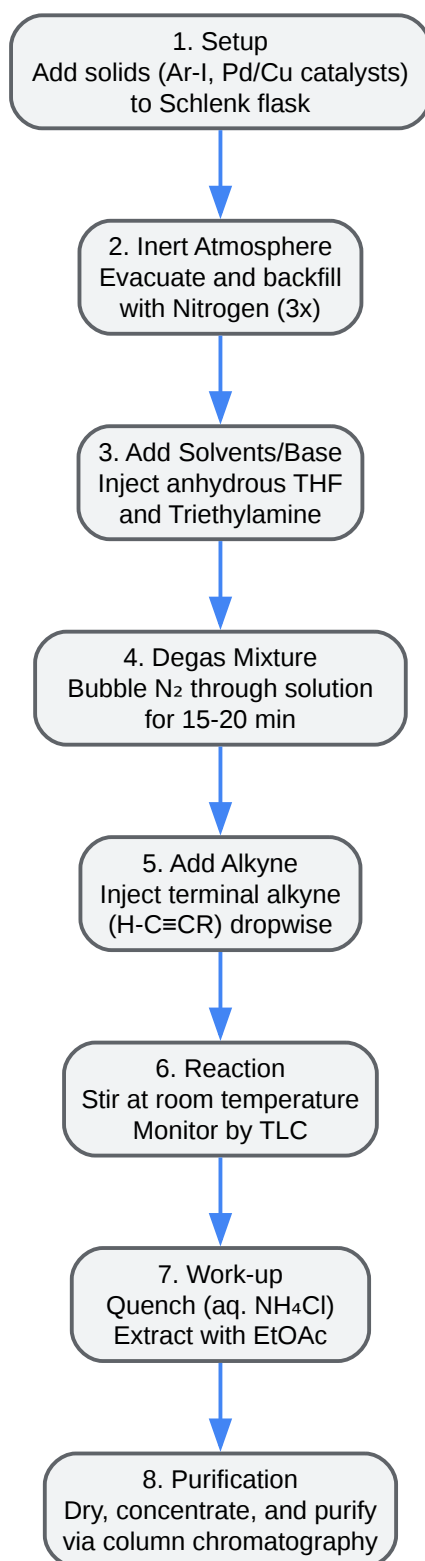 1. Setup
Add solids (Ar-I, Pd/Cu catalysts)
to Schlenk flask
2. Inert Atmosphere
Evacuate and backfill
with Nitrogen (3x)
3. Add Solvents/Base
Inject anhydrous THF
and Triethylamine
4. Degas Mixture
Bubble N₂ through solution
for 15-20 min
5. Add Alkyne
Inject terminal alkyne
(H-C≡CR) dropwise
6. Reaction
Stir at room temperature
Monitor by TLC
7. Work-up
Quench (aq. NH₄Cl)
Extract with EtOAc
8. Purification
Dry, concentrate, and purify
via column chromatography